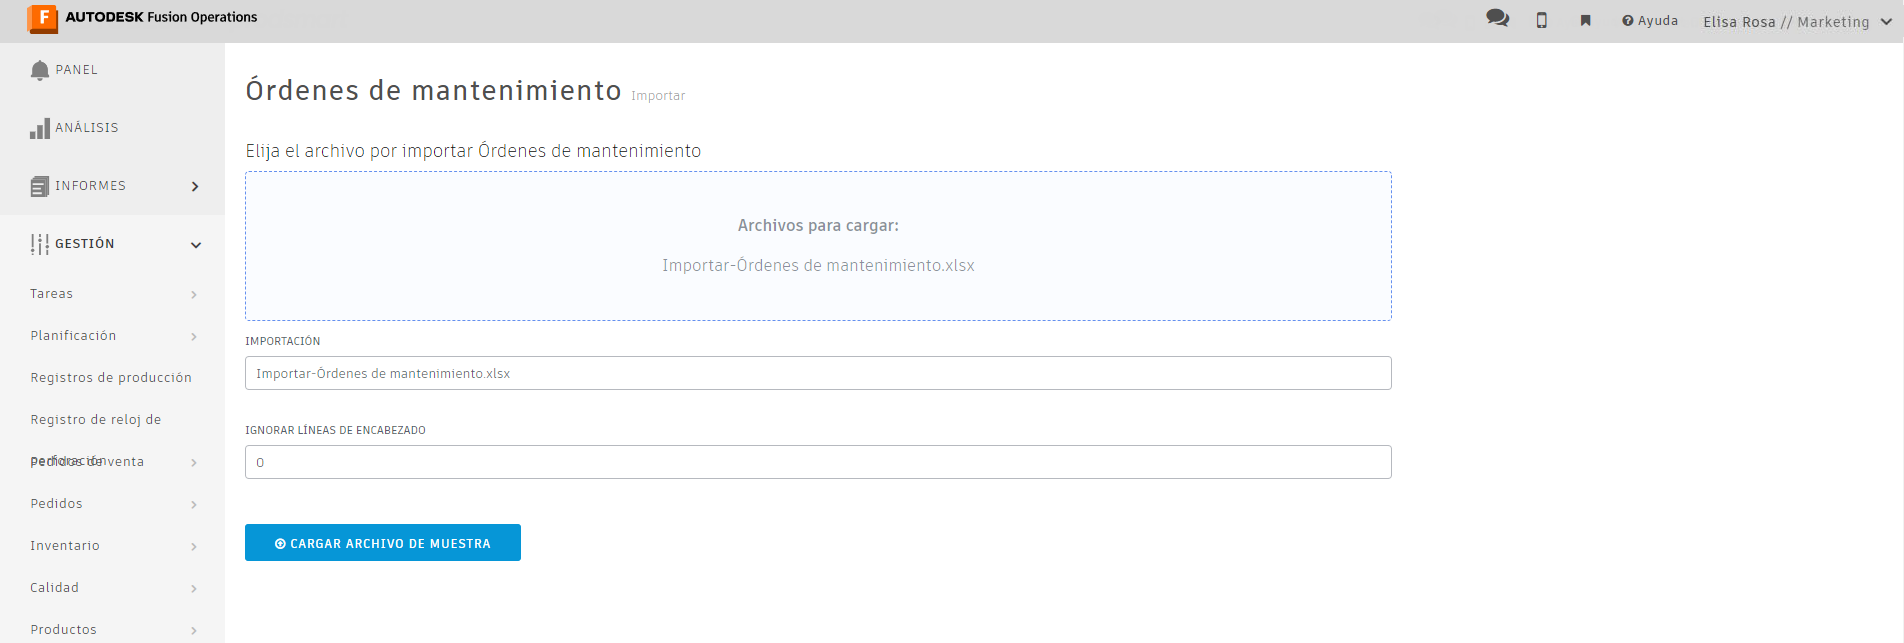 AUTODESK Fusion Operations
Ayuda
Elisa Rosa // Marketing
PANEL
ANÁLISIS
INFORMES
GESTIÓN
Tareas
Planificación
Registros de producción
Registro de reloj de
perforación
Pedidos de venta
Pedidos
Inventario
Calidad
Productos
Órdenes de mantenimiento Importar
Elija el archivo por importar Órdenes de mantenimiento
Archivos para cargar:
Importar-Órdenes de mantenimiento.xlsx
IMPORTACIÓN
Importar-Órdenes de mantenimiento.xlsx
IGNORAR LÍNEAS DE ENCABEZADO
0
CARGAR ARCHIVO DE MUESTRA